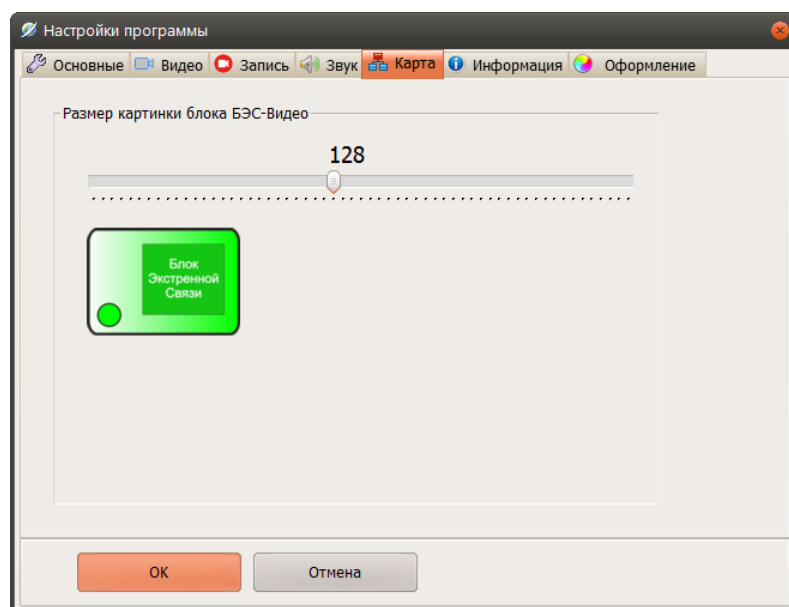 Настройки программы
Основные Видео Запись Звук Карта Информация Оформление
Размер картинки блока БЭС-Видео
128
Блок
Экстренной
Связи
ОК Отмена